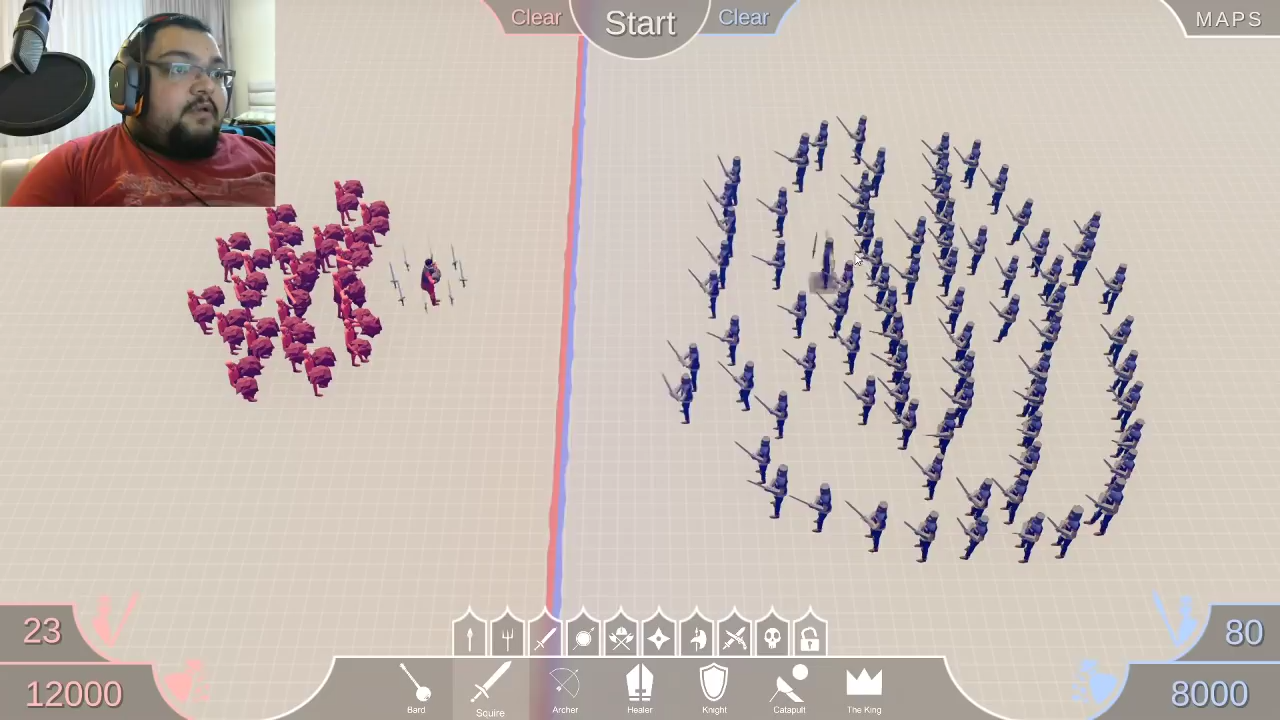 Clear
Start
Clear
MAPS
23
12000
80
8000
Bard
Squire
Archer
Healer
Knight
Catapult
The King